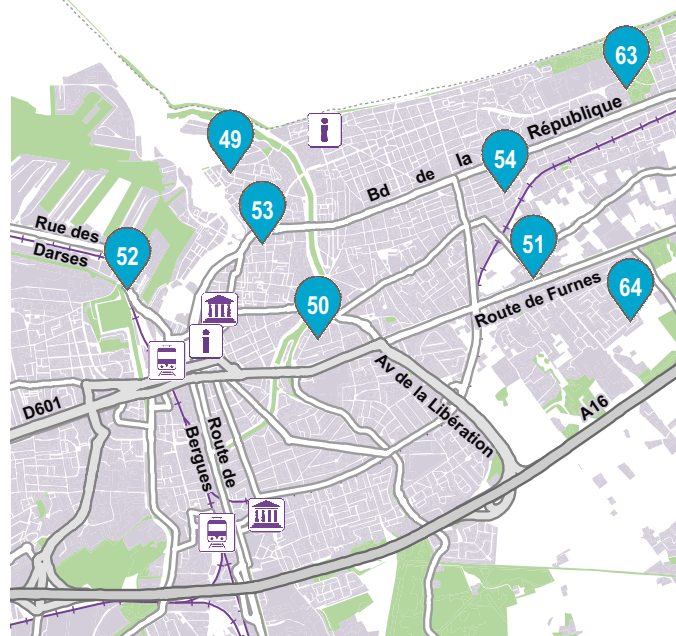 63
49
Bd de la République
54
53
Rue des
Darses
52
51
50
Route de Furnes
64
i
i
D601
Av de la Libération
A16
Route de
Bergues